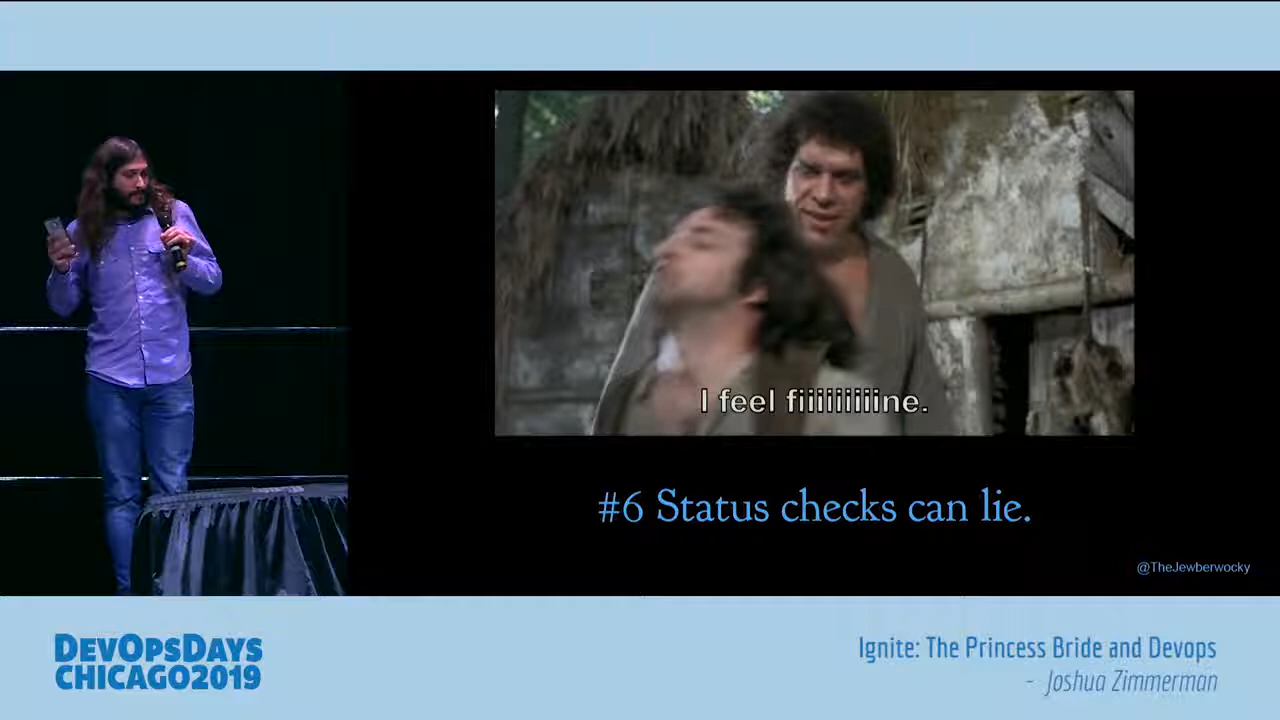 I feel fiiiiiiiiine.
#6 Status checks can lie.
@TheJewberwocky
DEVOPSDAYS
CHICAGO2019
Ignite: The Princess Bride and Devops
- Joshua Zimmerman